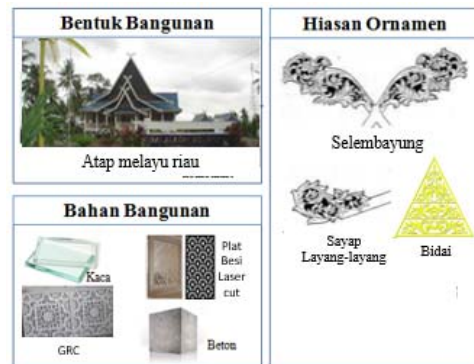 Bentuk Bangunan
Atap melayu riau
Bahan Bangunan
Kaca
Plat
Besi
Laser
cut
GRC
Beton
Hiasan Ornamen
Selembayung
Sayap
Layang-layang
Bidai